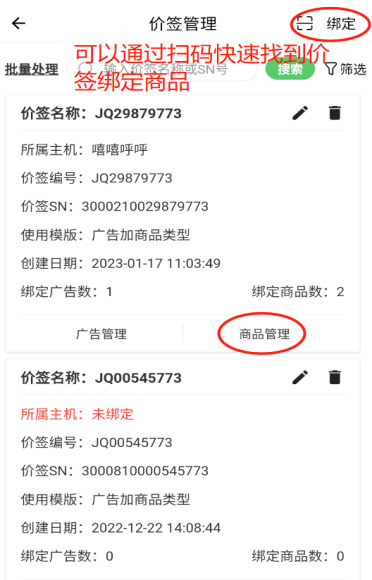 价签管理
绑定
可以通过扫码快速找到价
签绑定商品
批量处理
输入价签名称或SN号
搜索
筛选
价签名称：JQ29879773
所属主机：嘻嘻呼呼
价签编号：JQ29879773
价签SN：3000210029879773
使用模版：广告加商品类型
创建日期：2023-01-17 11:03:49
绑定广告数：1 绑定商品数：2
广告管理 商品管理
价签名称：JQ00545773
所属主机：未绑定
价签编号：JQ00545773
价签SN：3000810000545773
使用模版：广告加商品类型
创建日期：2022-12-22 14:08:44
绑定广告数：0 绑定商品数：0